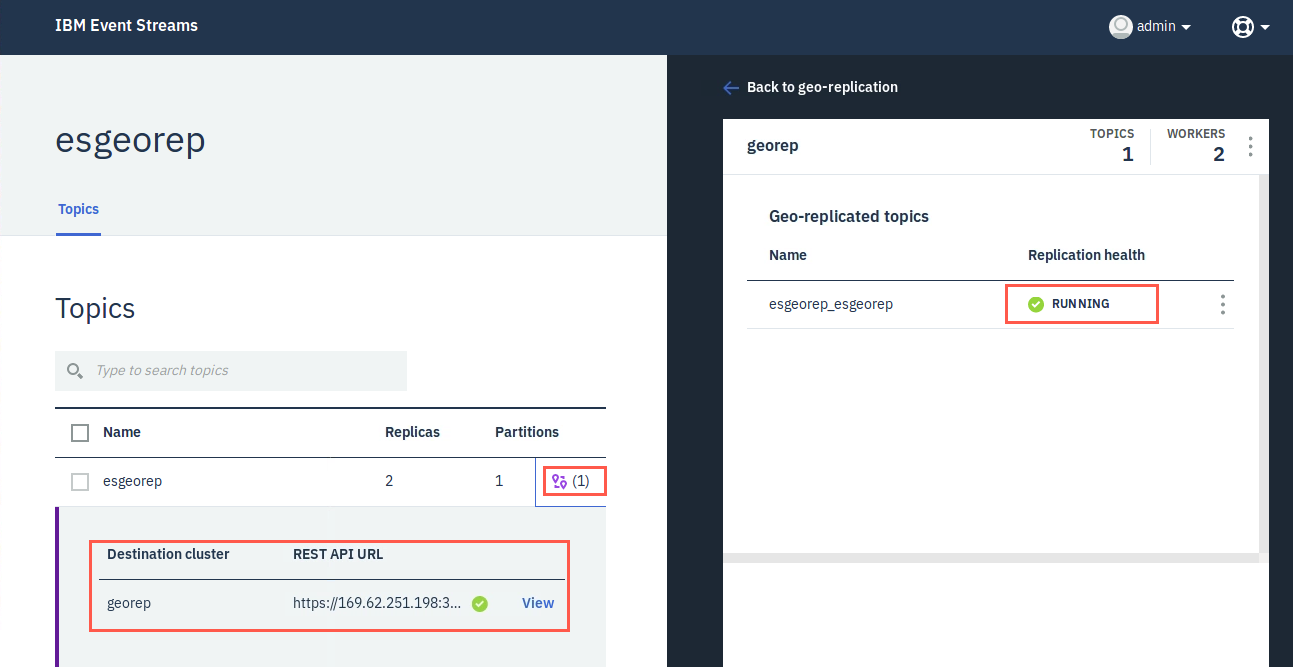 IBM Event Streams
admin
esgeorep
Topics
Topics
Type to search topics
Name Replicas Partitions
esgeorep 2 1 (1)
Destination cluster REST API URL
georep https://169.62.251.198:3... View
Back to geo-replication
georep TOPICS 1 WORKERS 2
Geo-replicated topics
Name Replication health
esgeorep_esgeorep RUNNING